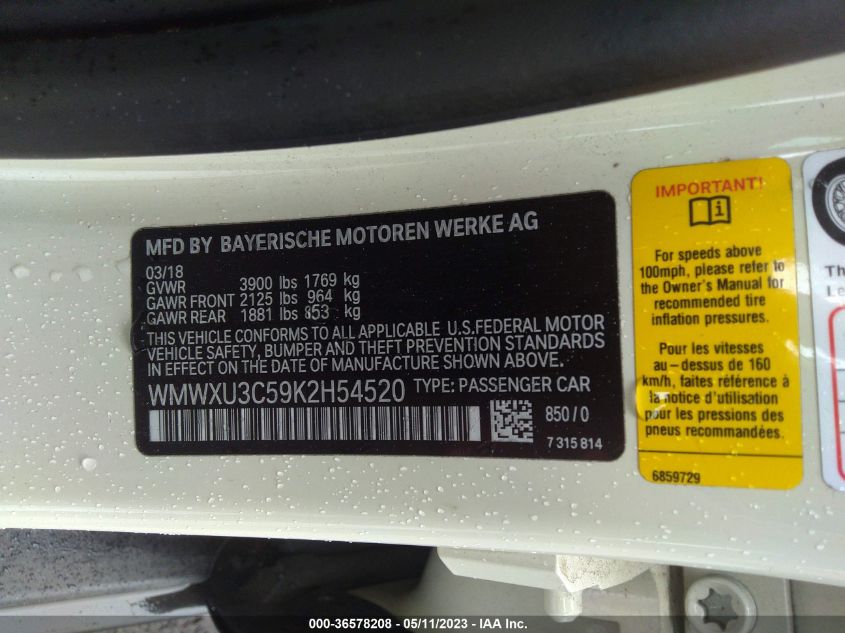 MFD BY BAYERISCHE MOTOREN WERKE AG
03/18
GVWR 3900 lbs 1769 kg
GAWR FRONT 2125 lbs 964 kg
GAWR REAR 1881 lbs 853 kg
THIS VEHICLE CONFORMS TO ALL APPLICABLE U.S.FEDERAL MOTOR
VEHICLE SAFETY, BUMPER AND THEFT PREVENTION STANDARDS
IN EFFECT ON THE DATE OF MANUFACTURE SHOWN ABOVE.
WMWXU3C59K2H54520 TYPE: PASSENGER CAR
850/0
7 315 814
IMPORTANT!
For speeds above
100mph, please refer to
the Owner's Manual for
recommended tire
inflation pressures.
Pour les vitesses
au-dessus de 160
km/h, faites référence à
la notice d'utilisation
pour les pressions des
pneus recommandées.
6859729
Th
Le
000-36578208 - 05/11/2023 - IAA Inc.